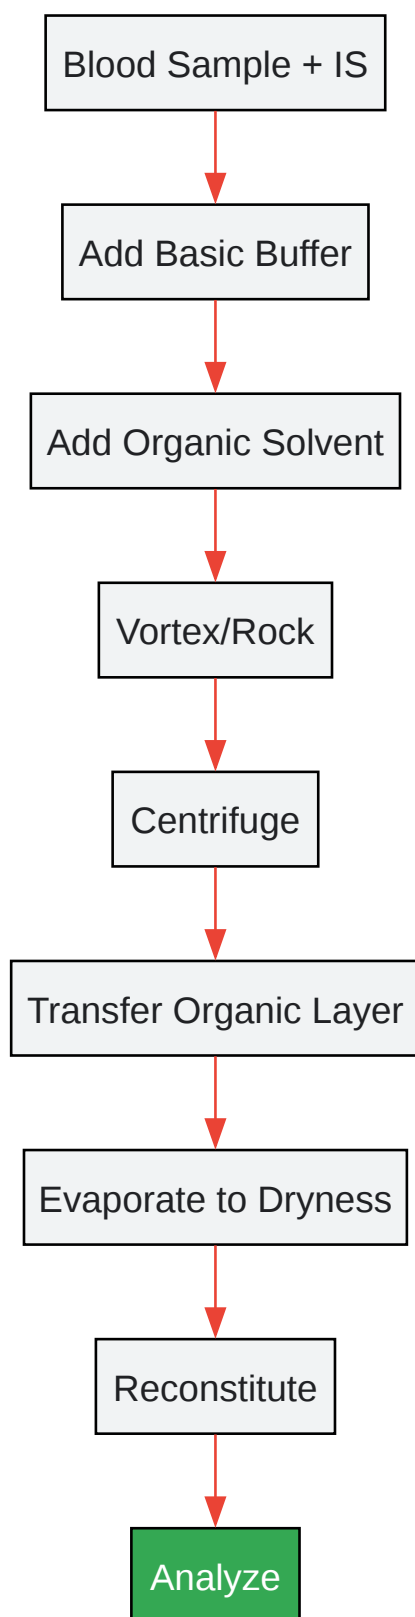 Blood Sample + IS
Add Basic Buffer
Add Organic Solvent
Vortex/Rock
Centrifuge
Transfer Organic Layer
Evaporate to Dryness
Reconstitute
Analyze